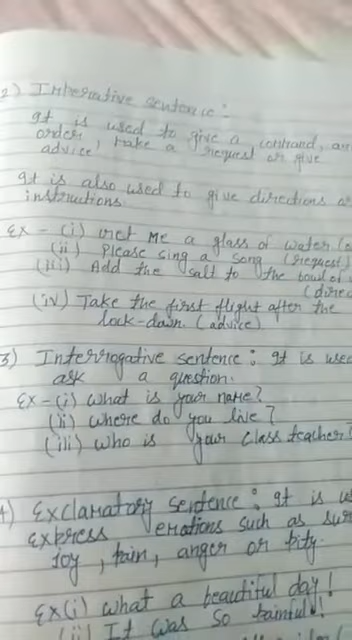 2) Imperative sentence :
It is used to give a command, an
order, make a request or give
advice.
It is also used to give directions or
instructions.
Ex - (i) Get Me a glass of water (o
(ii) Please sing a song (request)
(iii) Add the salt to the bowl of
(direc
(iv) Take the first flight after the
lock-down. (advice)
3) Interrogative sentence : It is used
ask a question.
Ex - (i) What is your name?
(ii) where do you live?
(iii) Who is your class teacher?
4) Exclamatory sentence : It is us
express emotions such as sur
joy, pain, anger or pity.
Ex (i) what a beautiful day!
(ii) It was so painful!